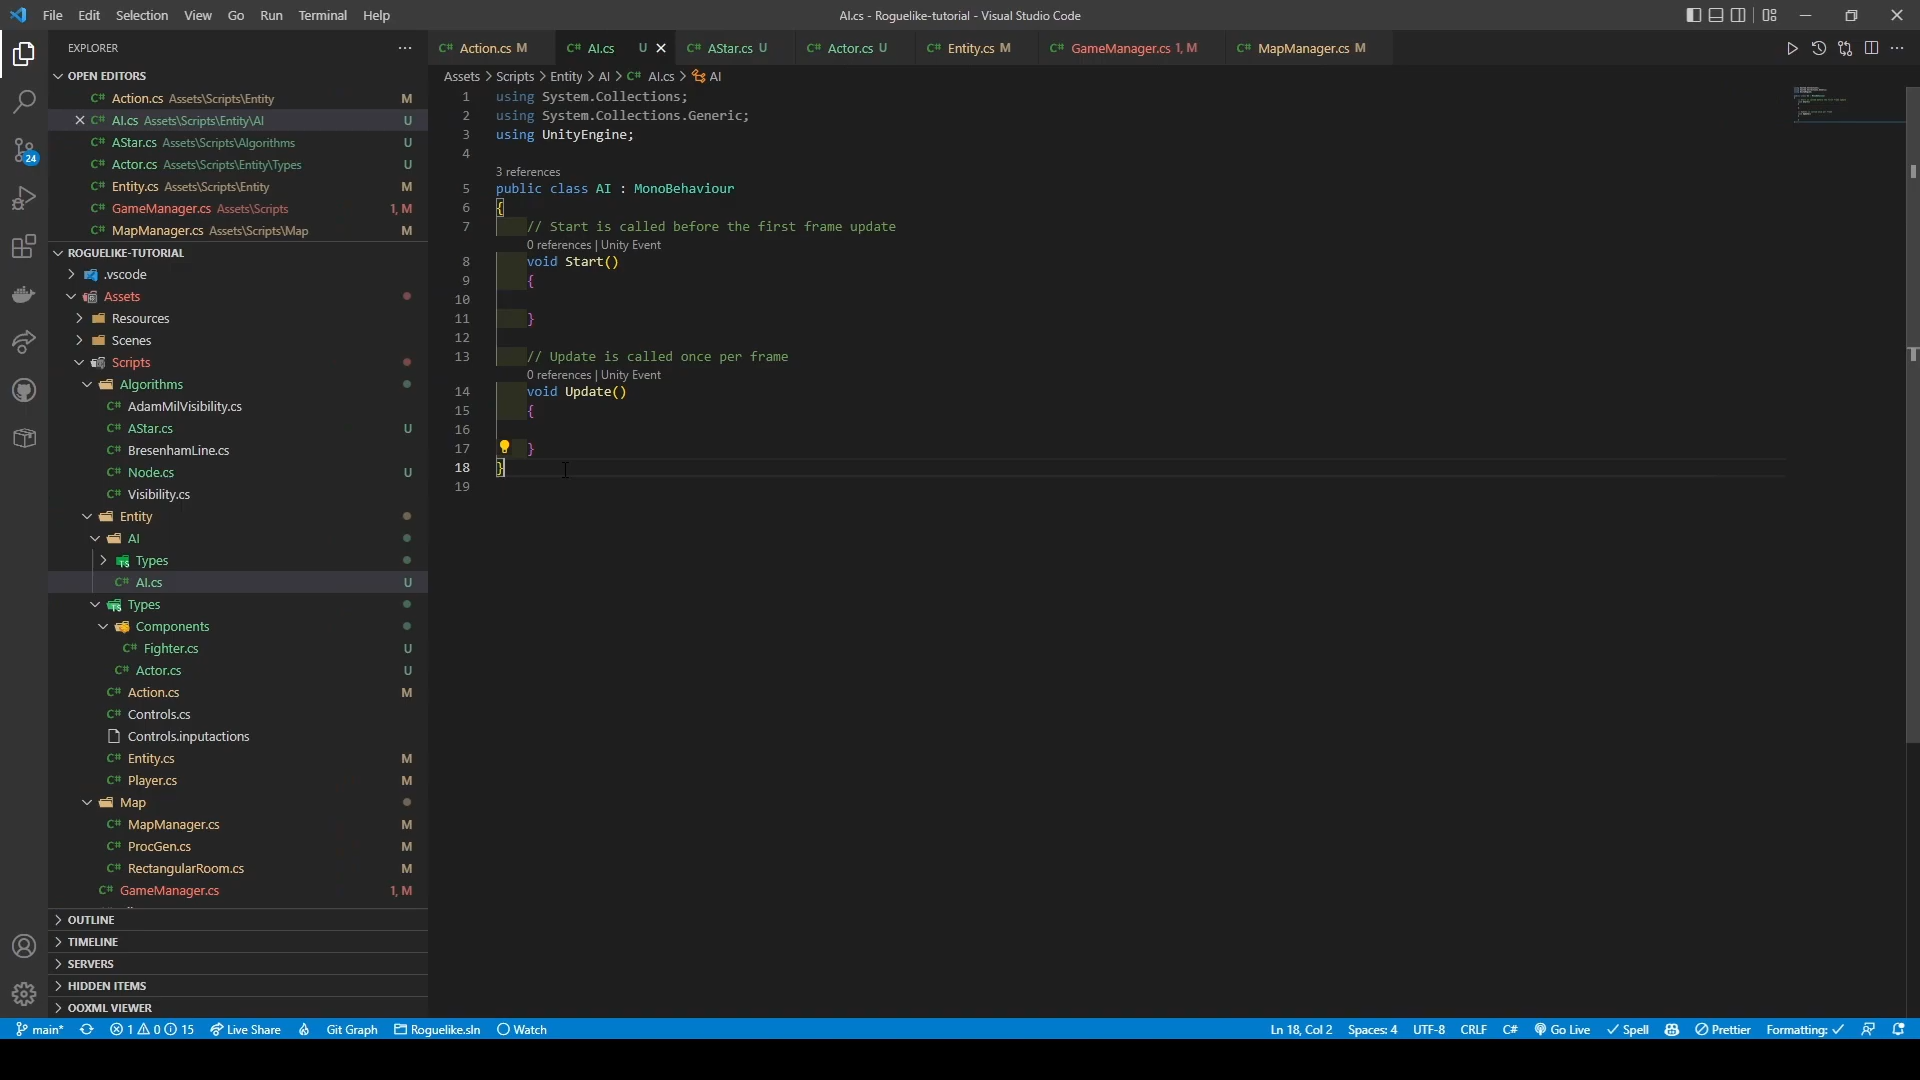 File Edit Selection View Go Run Terminal Help
AI.cs - Roguelike-tutorial - Visual Studio Code
EXPLORER
Action.cs M
AI.cs U
AStar.cs U
Actor.cs U
Entity.cs M
GameManager.cs 1, M
MapManager.cs M
OPEN EDITORS
Action.cs Assets\Scripts\Entity M
AI.cs Assets\Scripts\Entity\AI U
AStar.cs Assets\Scripts\Algorithms U
Actor.cs Assets\Scripts\Entity\Types U
Entity.cs Assets\Scripts\Entity M
GameManager.cs Assets\Scripts 1, M
MapManager.cs Assets\Scripts\Map M
ROGUELIKE-TUTORIAL
.vscode
Assets
Resources
Scenes
Scripts
Algorithms
AdamMilVisibility.cs
AStar.cs U
BresenhamLine.cs
Node.cs U
Visibility.cs
Entity
AI
Types
AI.cs U
Types
Components
Fighter.cs U
Actor.cs U
Action.cs M
Controls.cs
Controls.inputactions
Entity.cs M
Player.cs M
Map
MapManager.cs M
ProcGen.cs M
RectangularRoom.cs M
GameManager.cs 1, M
OUTLINE
TIMELINE
SERVERS
HIDDEN ITEMS
OOXML VIEWER
24
Assets > Scripts > Entity > AI > C# AI.cs > AI
1 using System.Collections;
2 using System.Collections.Generic;
3 using UnityEngine;
4
3 references
5 public class AI : MonoBehaviour
6 {
7 // Start is called before the first frame update
0 references | Unity Event
8 void Start()
9 {
10
11 }
12
13 // Update is called once per frame
0 references | Unity Event
14 void Update()
15 {
16
17 }
18 }
19
main* 1 0 15 Live Share Git Graph Roguelike.sln Watch
Ln 18, Col 2 Spaces: 4 UTF-8 CRLF C# Go Live Spell Prettier Formatting: